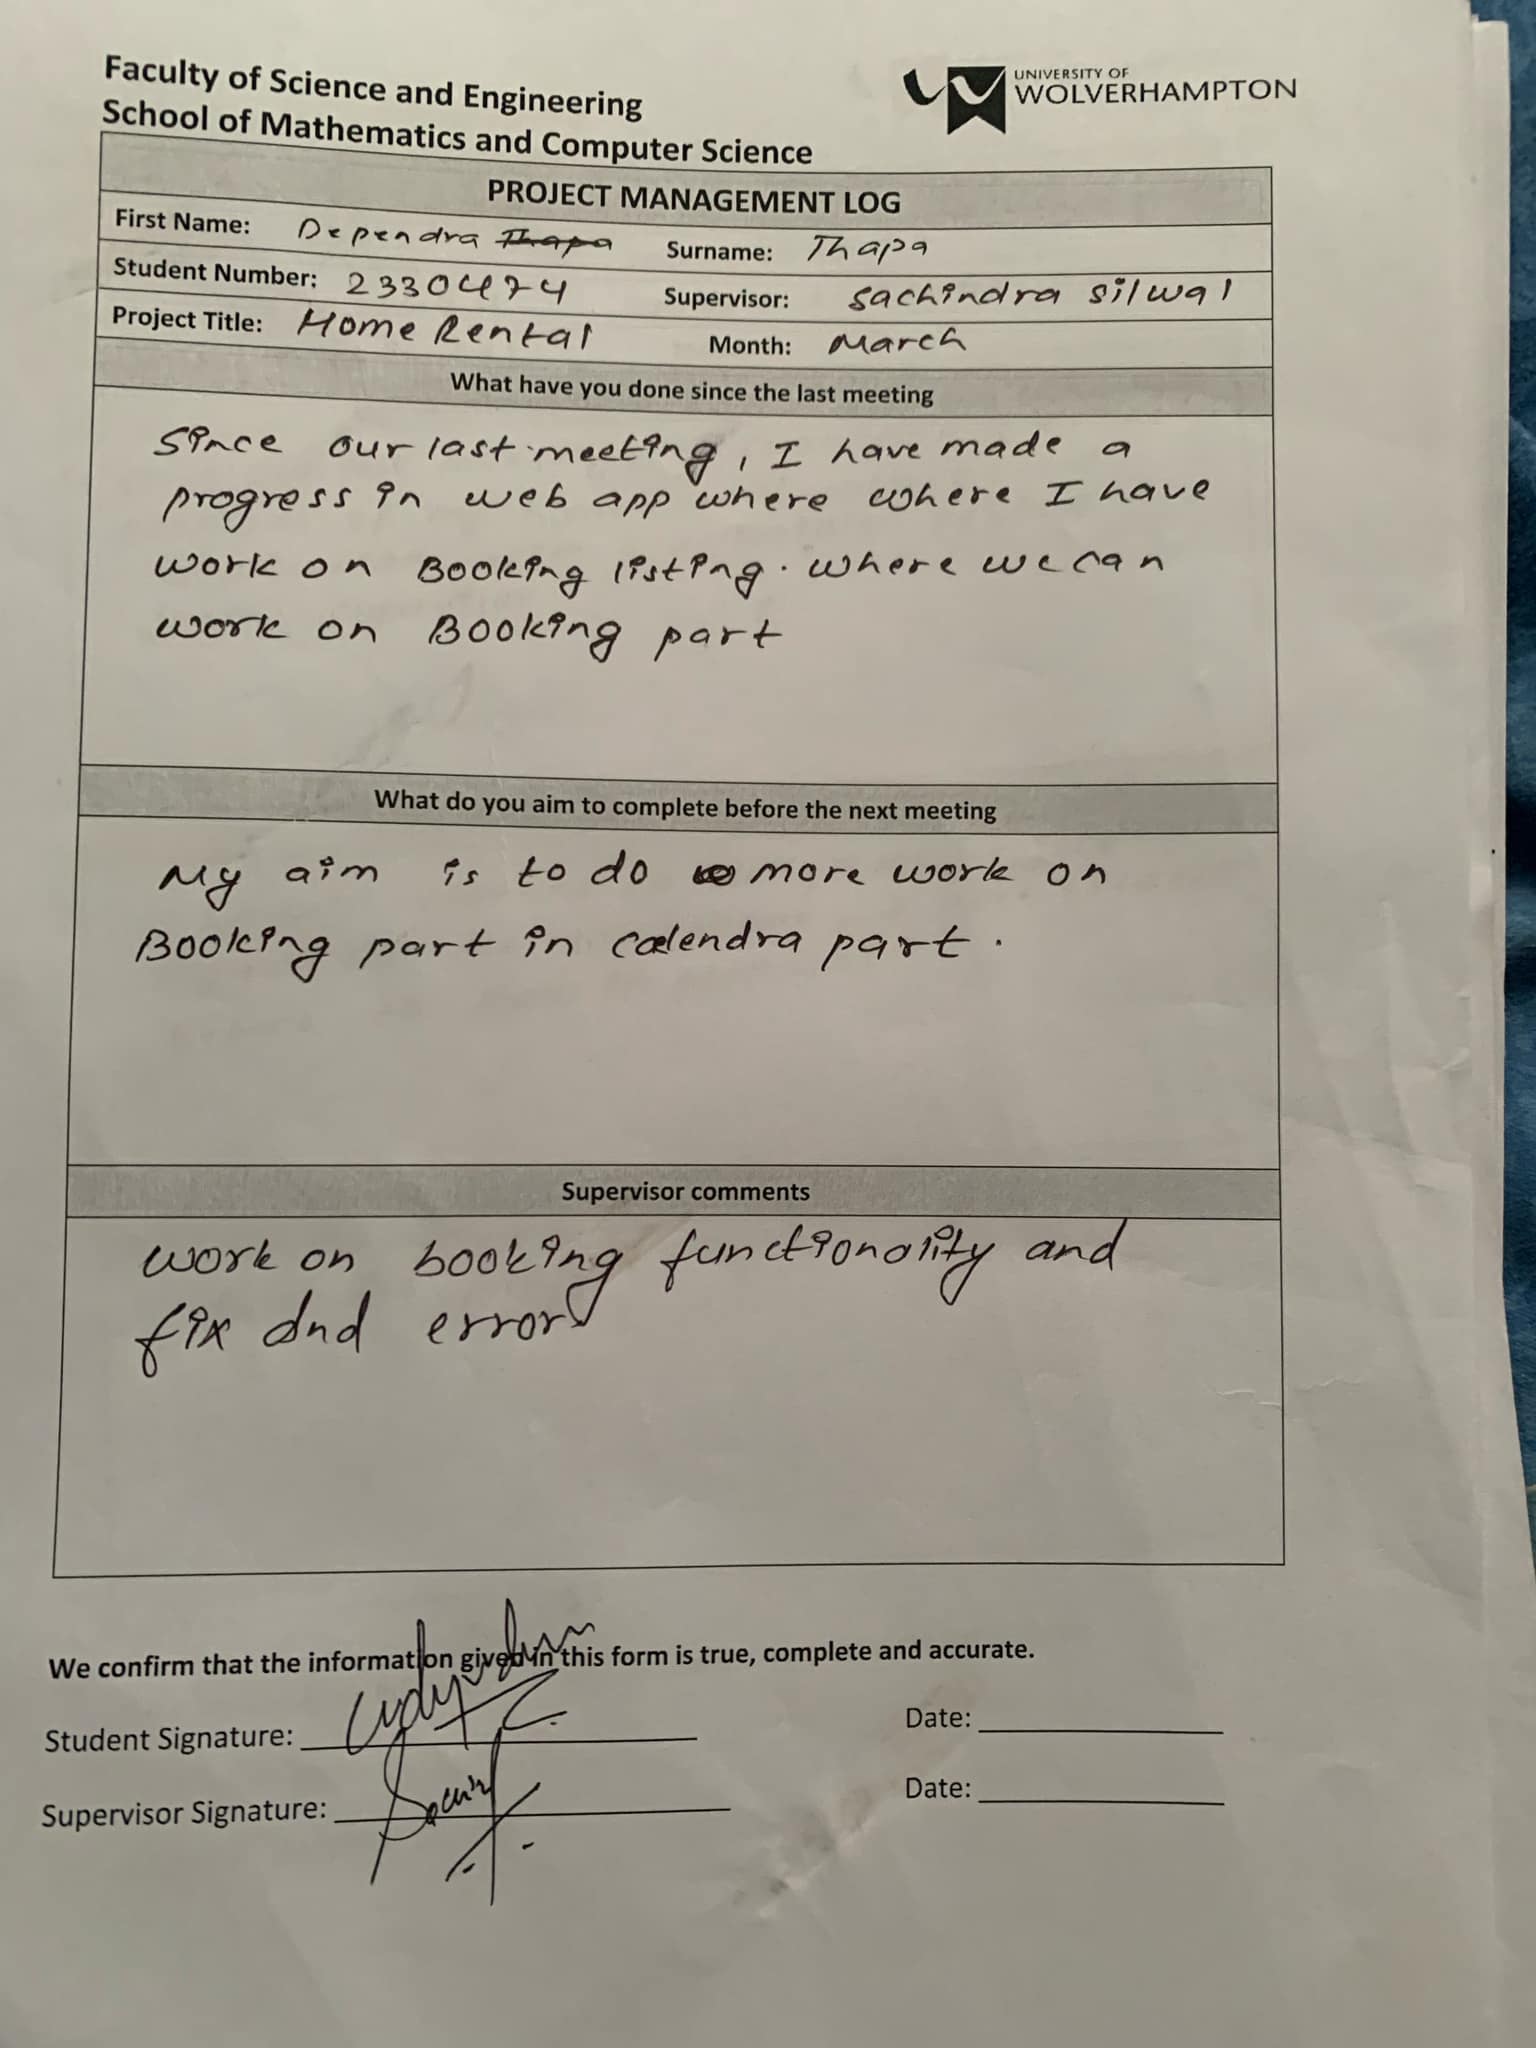 Faculty of Science and Engineering
School of Mathematics and Computer Science
UNIVERSITY OF
WOLVERHAMPTON
PROJECT MANAGEMENT LOG
First Name: Dependra Thapa Surname: Thapa
Student Number: 2330474 Supervisor: sachindra silwal
Project Title: Home Rental Month: March
What have you done since the last meeting
Since our last meeting, I have made a
progress in web app where where I have
work on Booking listing. where we can
work on Booking part
What do you aim to complete before the next meeting
My aim is to do more work on
Booking part in calendra part.
Supervisor comments
work on booking functionality and
fix dnd error
We confirm that the information given in this form is true, complete and accurate.
Student Signature: Date:
Supervisor Signature: Date: